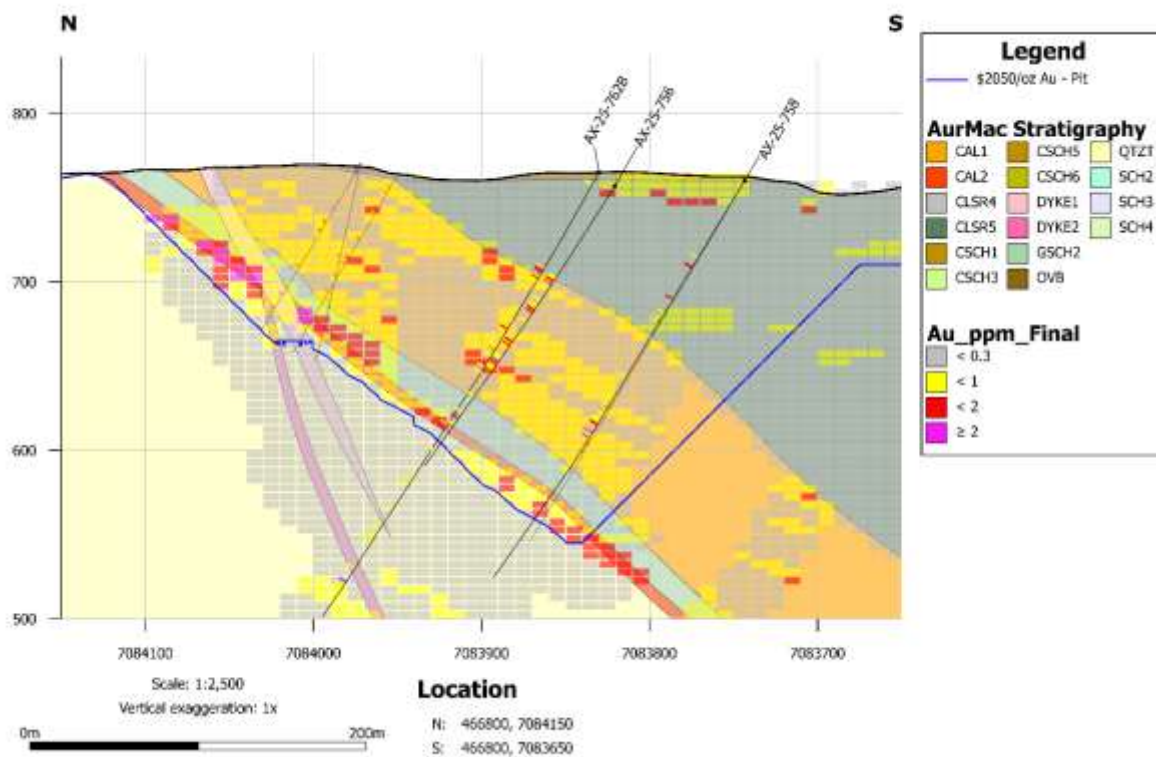 N S
AX-25-762B
AX-25-756
AX-25-758
800
700
600
500
7084100 7084000 7083900 7083800 7083700
Scale: 1:2,500
Vertical exaggeration: 1x
0m 200m
Location
N: 466800, 7084150
S: 466800, 7083650
Legend
$2050/oz Au - Pit
AurMac Stratigraphy
CAL1 CSCH5 QTZT
CAL2 CSCH6 SCH2
CLSR4 DYKE1 SCH3
CLSR5 DYKE2 SCH4
CSCH1 GSCH2
CSCH3 OVB
Au_ppm_Final
< 0.3
< 1
< 2
≥ 2